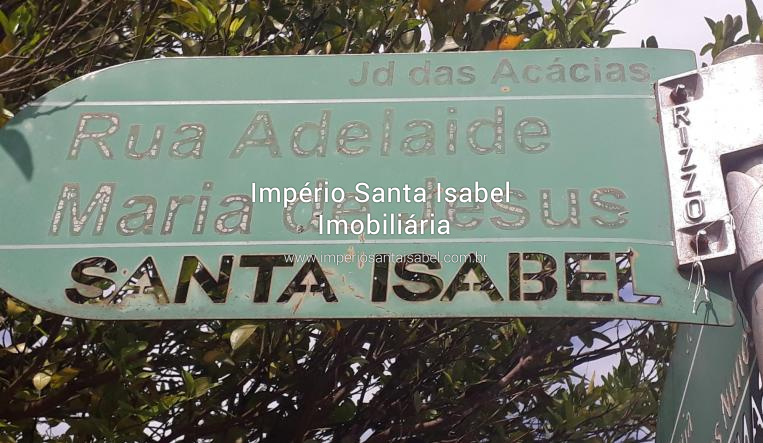 Jd das Acácias
Rua Adelaide
Maria de Jesus
SANTA ISABEL
RIZZO
Império Santa Isabel
Imobiliária
www.imperiosantaisabel.com.br